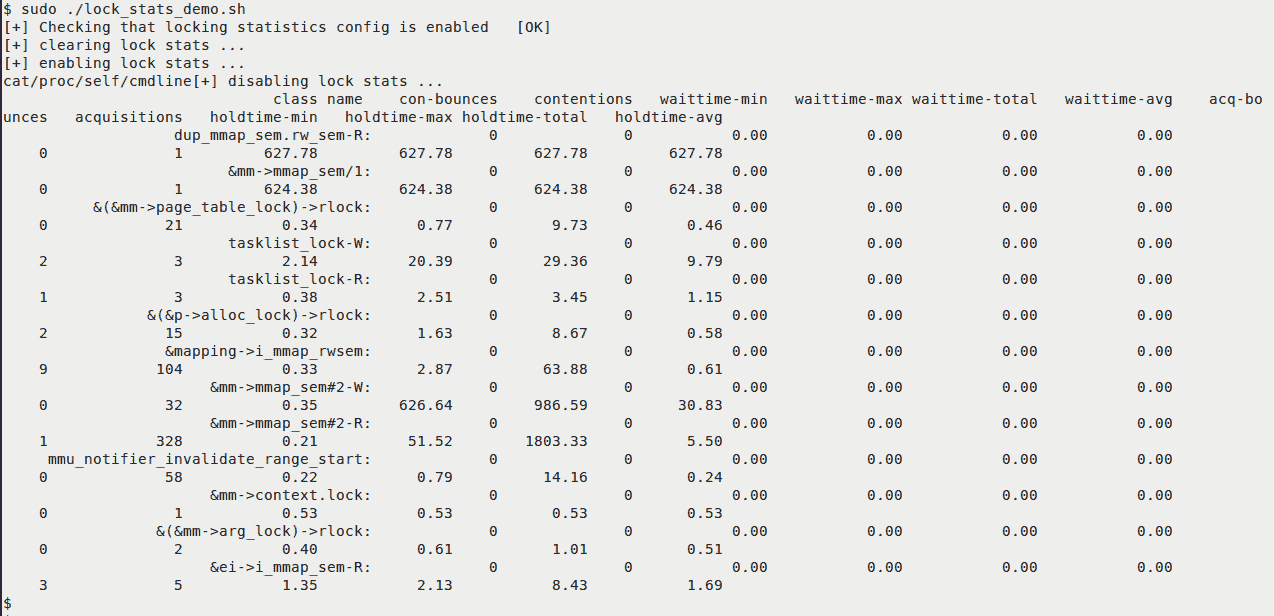 $ sudo ./lock_stats_demo.sh
[+] Checking that locking statistics config is enabled   [OK]
[+] clearing lock stats ...
[+] enabling lock stats ...
cat/proc/self/cmdline[+] disabling lock stats ...
                              class name    con-bounces    contentions   waittime-min   waittime-max waittime-total   waittime-avg    acq-bo
unces   acquisitions   holdtime-min   holdtime-max holdtime-total   holdtime-avg
                   dup_mmap_sem.rw_sem-R:             0              0           0.00           0.00           0.00           0.00
    0              1         627.78         627.78         627.78         627.78
                         &mm->mmap_sem/1:             0              0           0.00           0.00           0.00           0.00
    0              1         624.38         624.38         624.38         624.38
          &(&mm->page_table_lock)->rlock:             0              0           0.00           0.00           0.00           0.00
    0             21           0.34           0.77           9.73           0.46
                         tasklist_lock-W:             0              0           0.00           0.00           0.00           0.00
    2              3           2.14          20.39          29.36           9.79
                         tasklist_lock-R:             0              0           0.00           0.00           0.00           0.00
    1              3           0.38           2.51           3.45           1.15
                &(&p->alloc_lock)->rlock:             0              0           0.00           0.00           0.00           0.00
    2             15           0.32           1.63           8.67           0.58
                  &mapping->i_mmap_rwsem:             0              0           0.00           0.00           0.00           0.00
    9            104           0.33           2.87          63.88           0.61
                       &mm->mmap_sem#2-W:             0              0           0.00           0.00           0.00           0.00
    0             32           0.35         626.64         986.59          30.83
                       &mm->mmap_sem#2-R:             0              0           0.00           0.00           0.00           0.00
    1            328           0.21          51.52        1803.33           5.50
     mmu_notifier_invalidate_range_start:             0              0           0.00           0.00           0.00           0.00
    0             58           0.22           0.79          14.16           0.24
                       &mm->context.lock:             0              0           0.00           0.00           0.00           0.00
    0              1           0.53           0.53           0.53           0.53
                 &(&mm->arg_lock)->rlock:             0              0           0.00           0.00           0.00           0.00
    0              2           0.40           0.61           1.01           0.51
                       &ei->i_mmap_sem-R:             0              0           0.00           0.00           0.00           0.00
    3              5           1.35           2.13           8.43           1.69
$